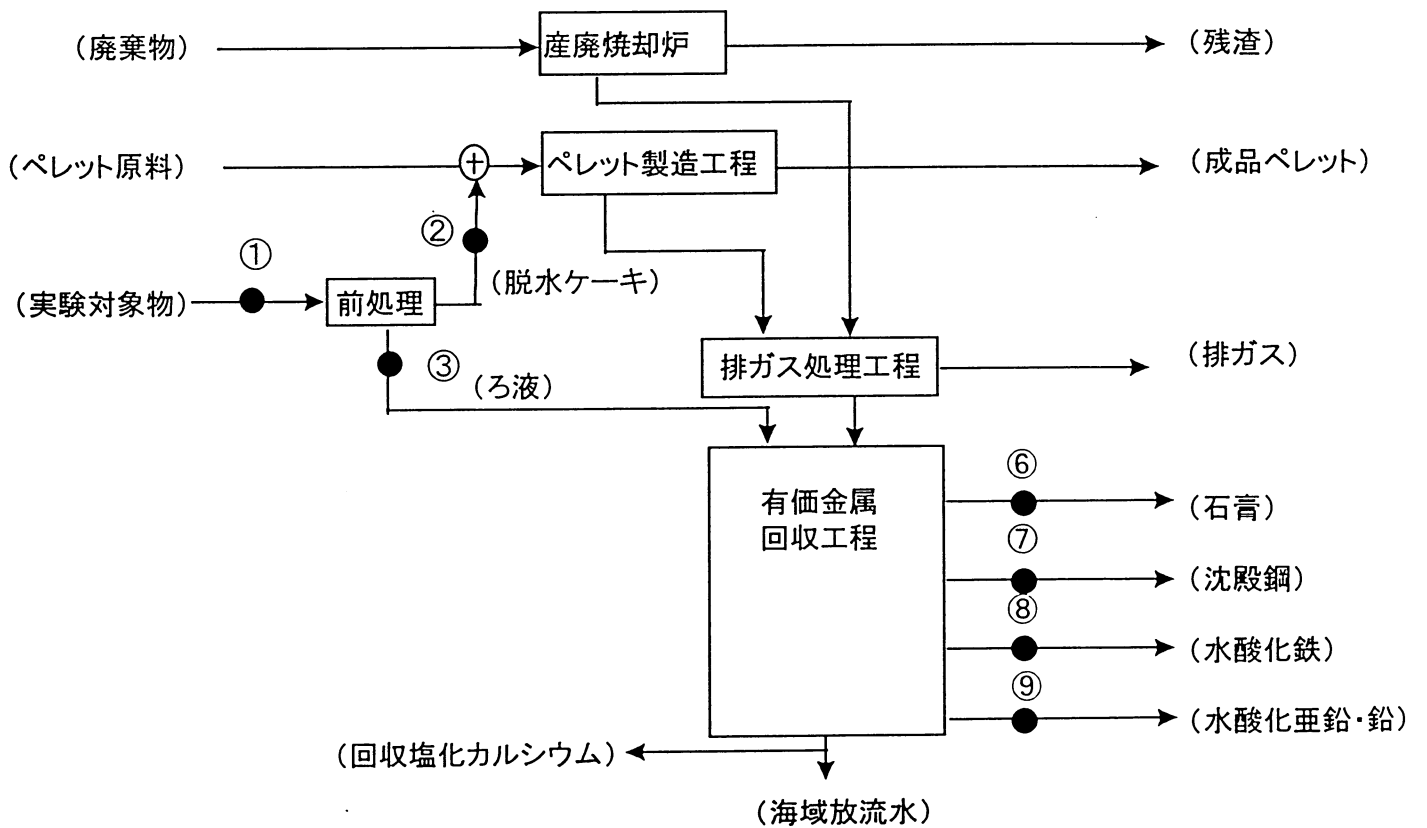 (廃棄物)
産廃焼却炉
(残渣)
(ペレット原料)
+
ペレット製造工程
(成品ペレット)
①
②
(脱水ケーキ)
(実験対象物)
前処理
③
(ろ液)
排ガス処理工程
(排ガス)
有価金属
回収工程
⑥
(石膏)
⑦
(沈殿鋼)
⑧
(水酸化鉄)
⑨
(水酸化亜鉛・鉛)
(回収塩化カルシウム)
(海域放流水)